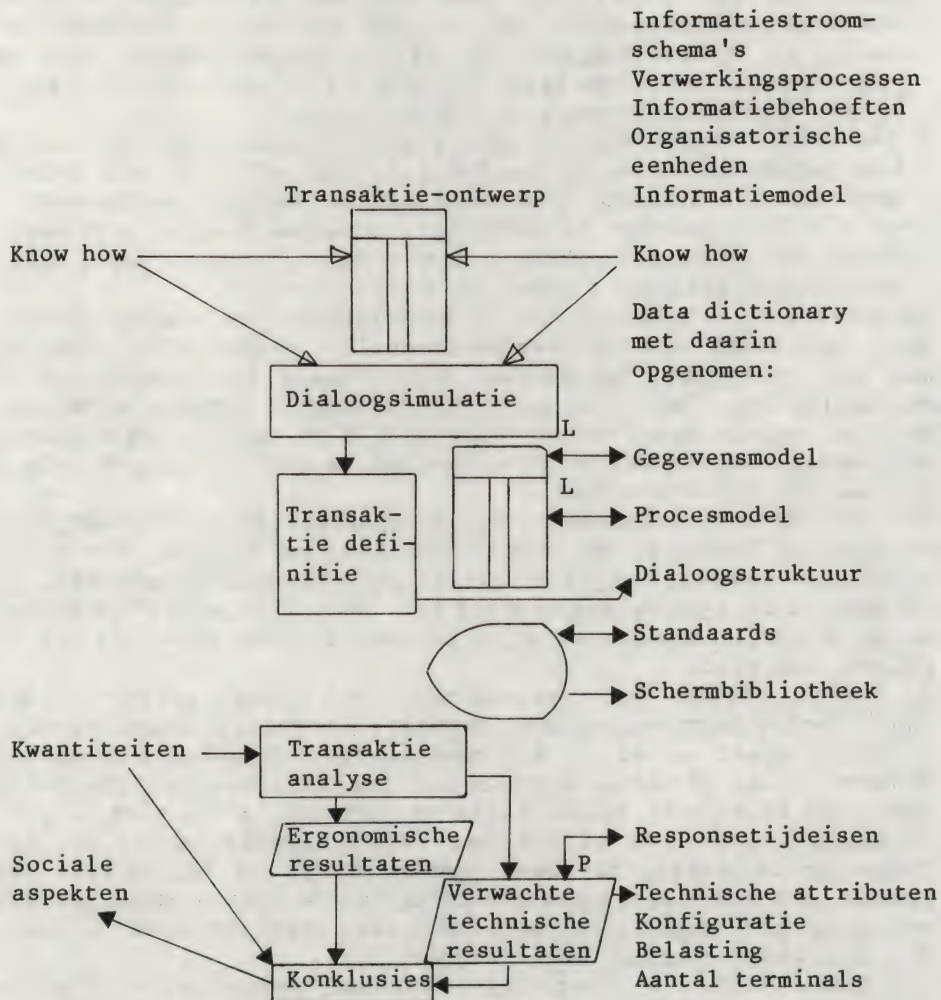 Informatiestroom-
schema's
Verwerkingsprocessen
Informatiebehoeften
Organisatorische
eenheden
Informatiemodel
Transaktie-ontwerp
Know how
Know how
Data dictionary
met daarin
opgenomen:
Dialoogsimulatie
L
Gegevensmodel
L
Transak-
tie defi-
nitie
Procesmodel
Dialoogstruktuur
Standaards
Schermbibliotheek
Kwantiteiten
Transaktie
analyse
Ergonomische
resultaten
Responsetijdeisen
P
Sociale
aspekten
Verwachte
technische
resultaten
Technische attributen
Konfiguratie
Belasting
Aantal terminals
Konklusies